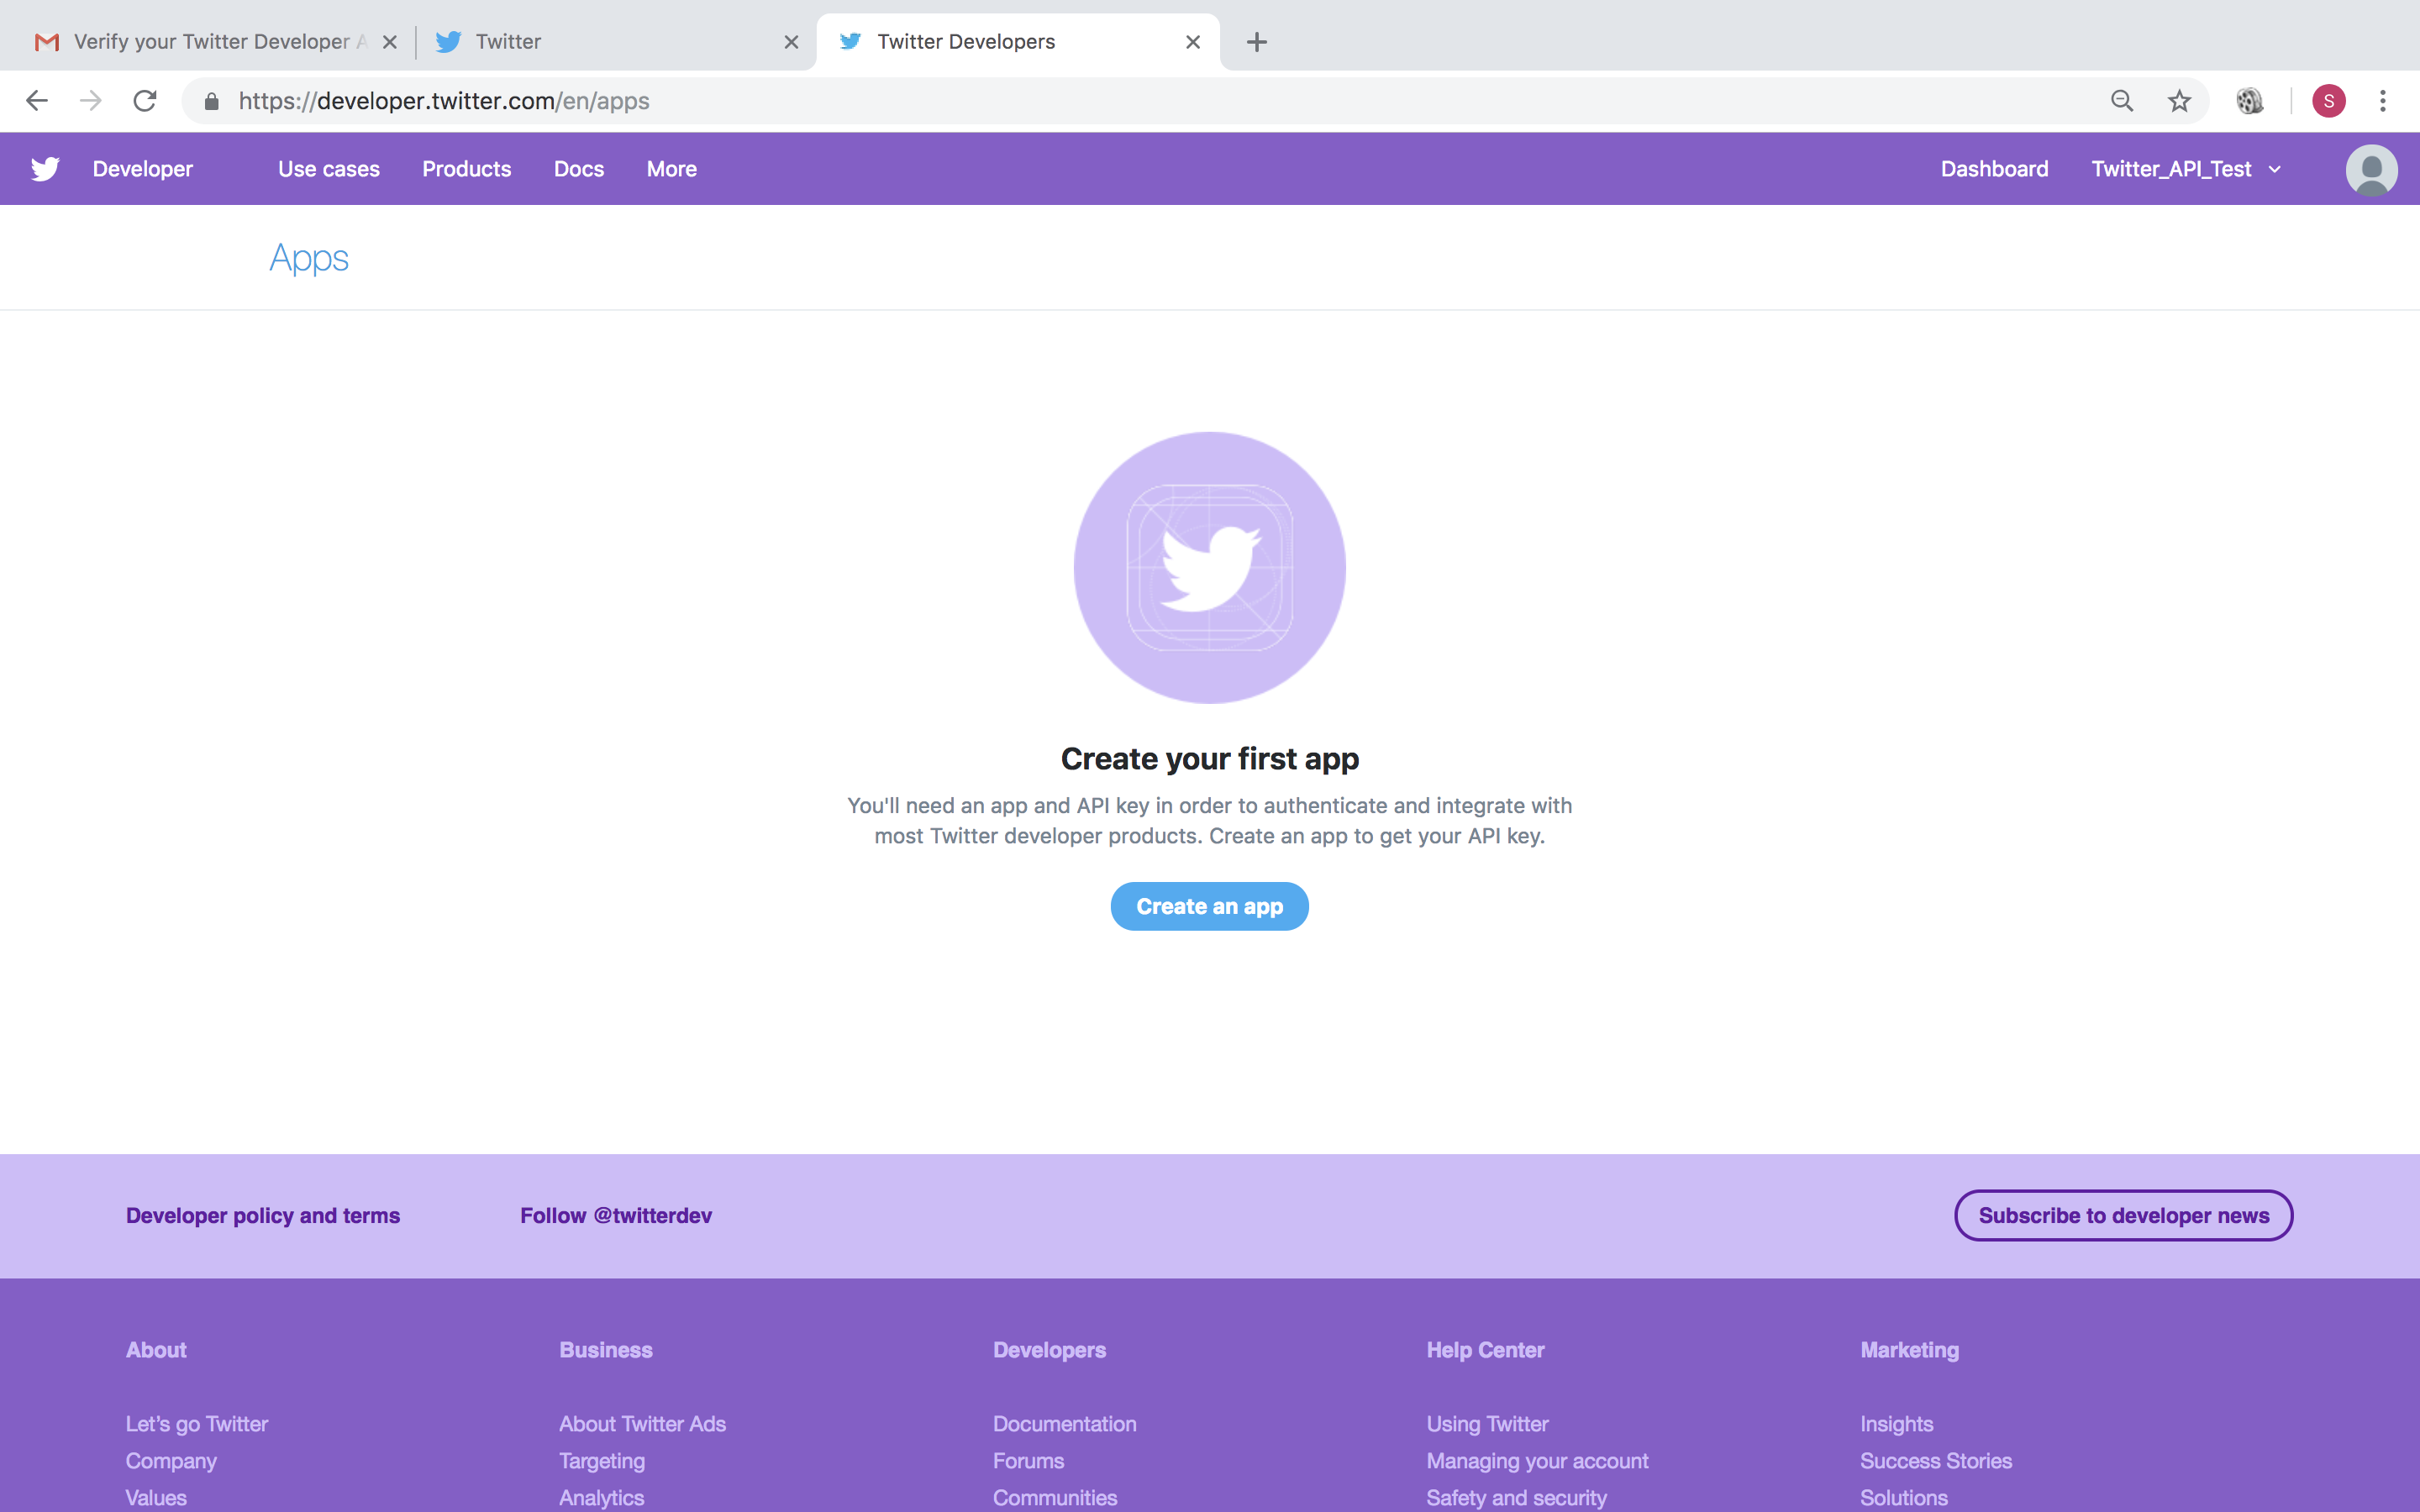 Verify your Twitter Developer A
Twitter
Twitter Developers
https://developer.twitter.com/en/apps
S
Developer
Use cases
Products
Docs
More
Dashboard
Twitter_API_Test
Apps
Create your first app
You'll need an app and API key in order to authenticate and integrate with
most Twitter developer products. Create an app to get your API key.
Create an app
Developer policy and terms
Follow @twitterdev
Subscribe to developer news
About
Business
Developers
Help Center
Marketing
Let’s go Twitter
About Twitter Ads
Documentation
Using Twitter
Insights
Company
Targeting
Forums
Managing your account
Success Stories
Values
Analytics
Communities
Safety and security
Solutions